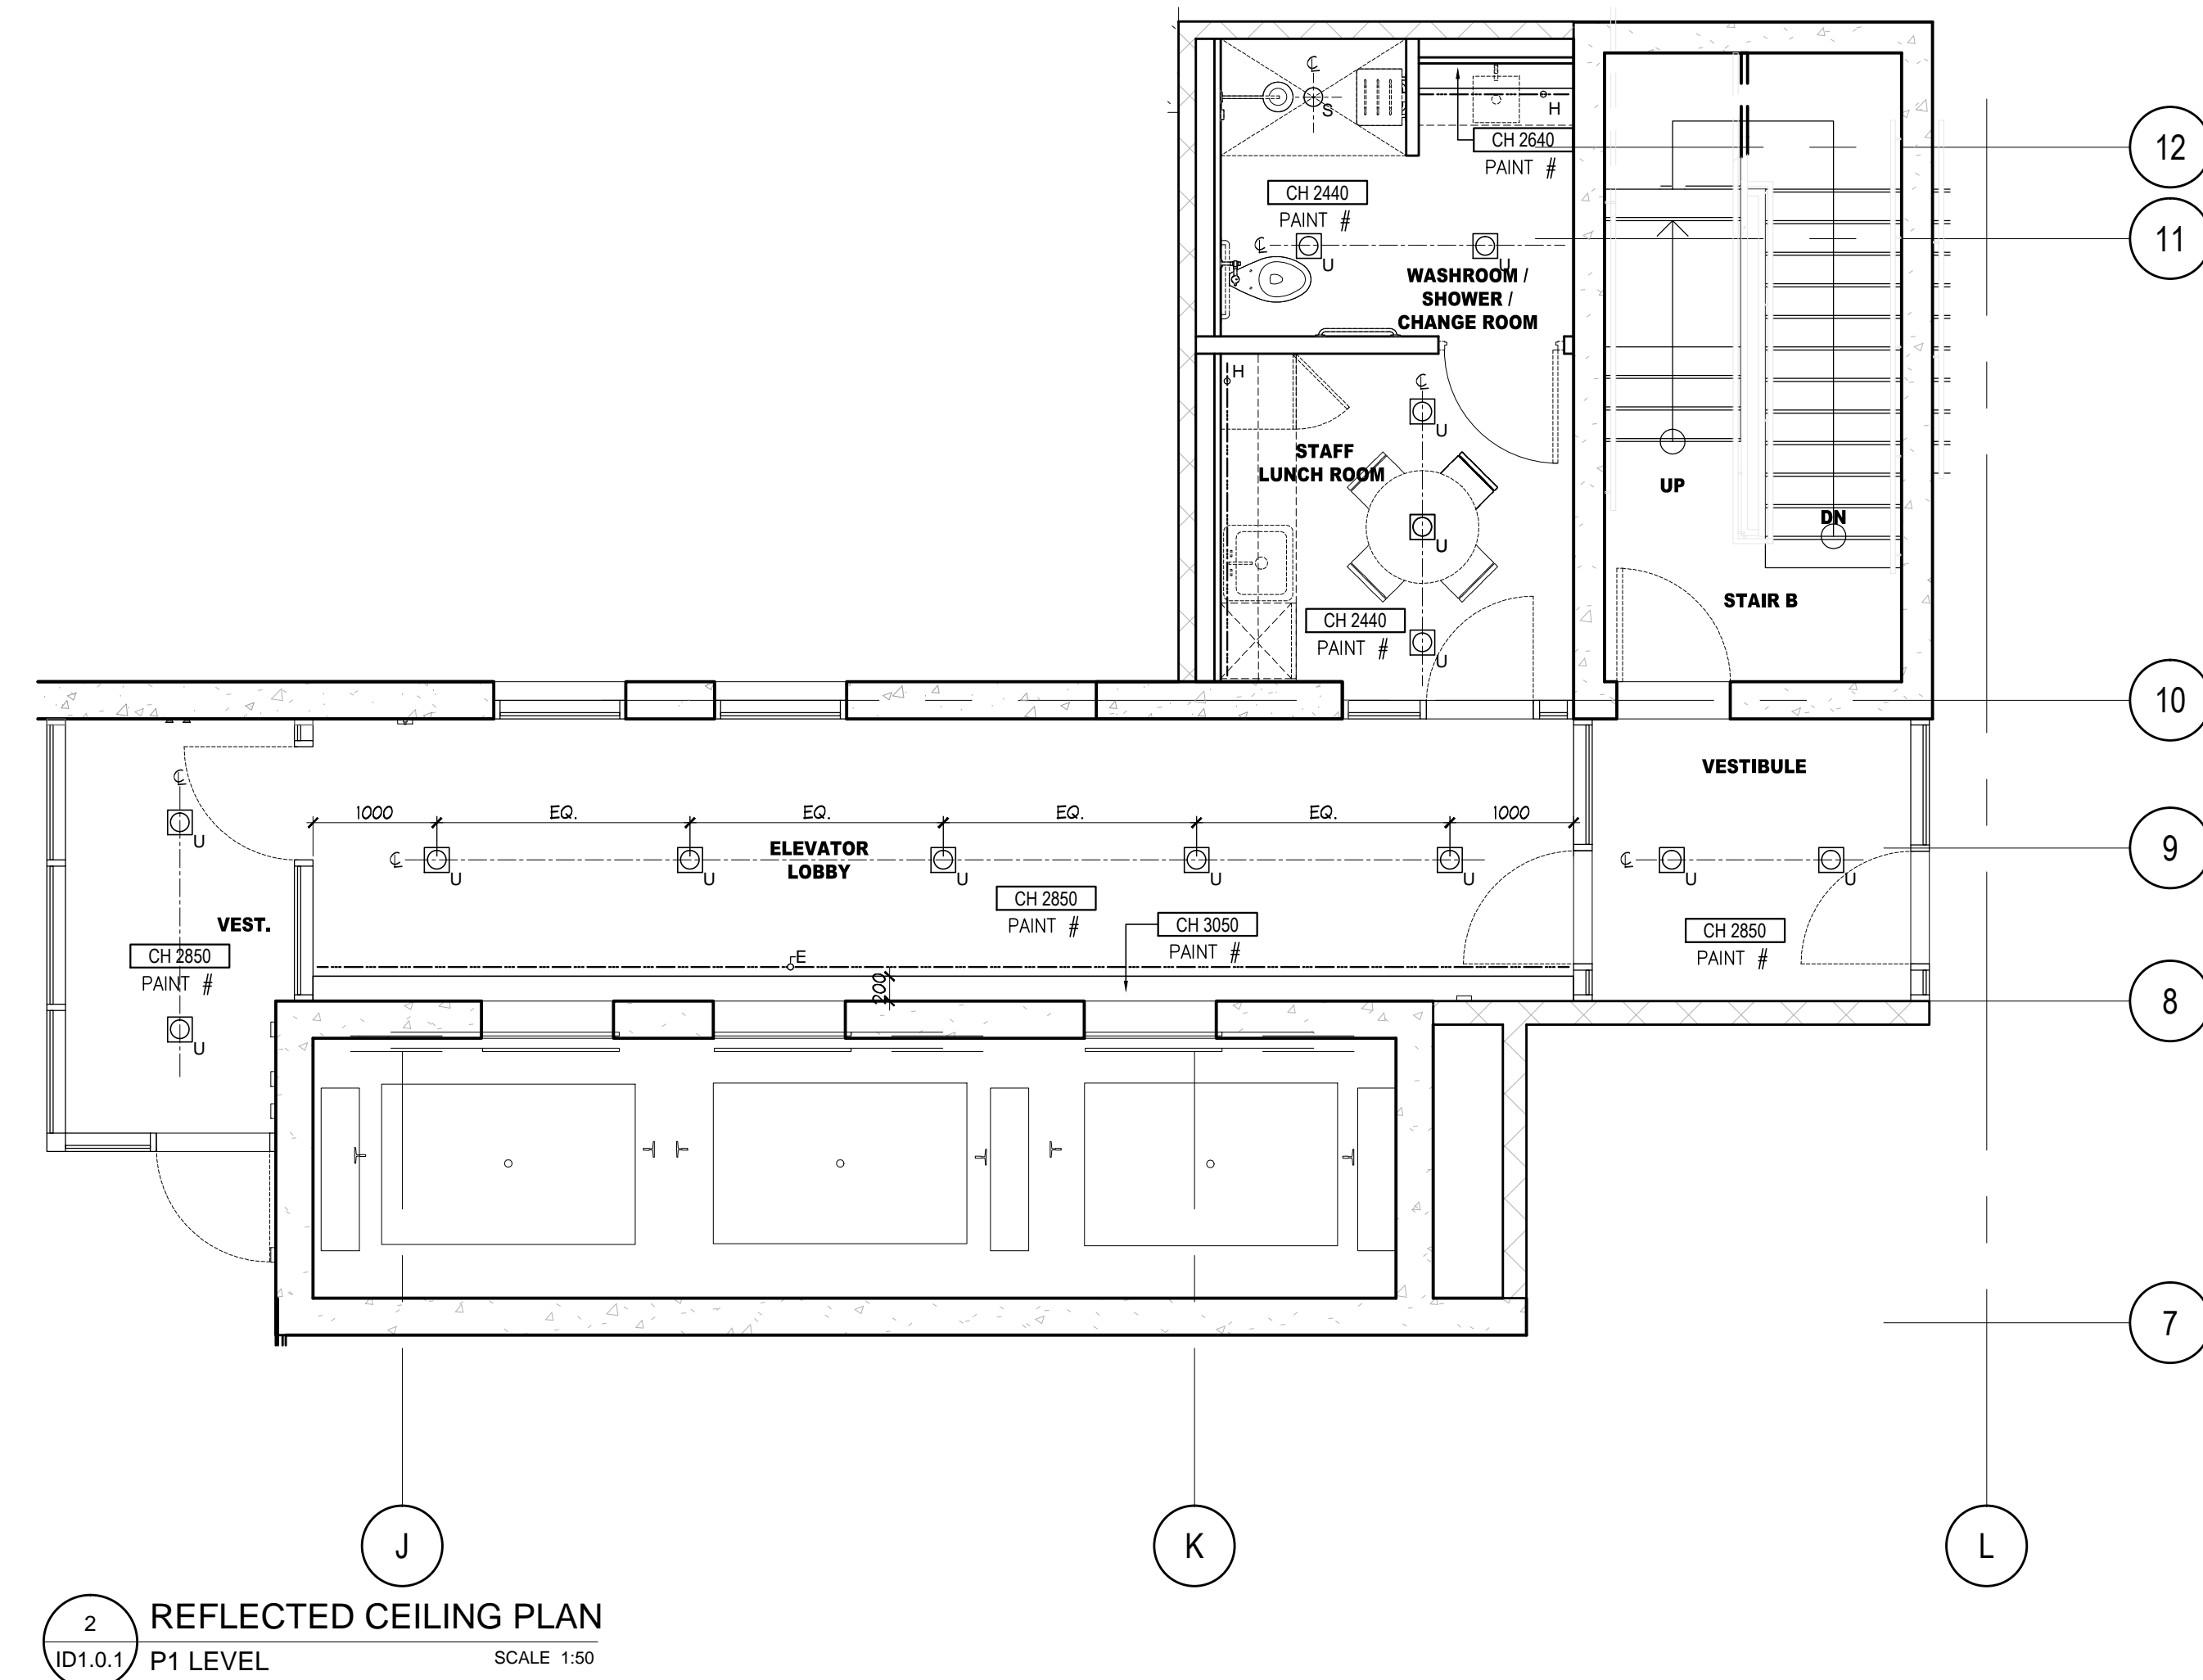 ℄
S
H
CH 2640
PAINT #
12
CH 2440
PAINT #
11
℄
U
U
WASHROOM /
SHOWER /
CHANGE ROOM
H
℄
U
STAFF
LUNCH ROOM
UP
U
DN
CH 2440
PAINT #
U
STAIR B
10
VESTIBULE
℄
U
1000
EQ.
EQ.
EQ.
EQ.
1000
9
℄
U
U
U
U
U
ELEVATOR
LOBBY
℄
U
U
CH 2850
PAINT #
CH 3050
PAINT #
CH 2850
PAINT #
VEST.
CH 2850
PAINT #
E
200
8
U
7
J
K
L
2
ID1.0.1
REFLECTED CEILING PLAN
P1 LEVEL
SCALE 1:50